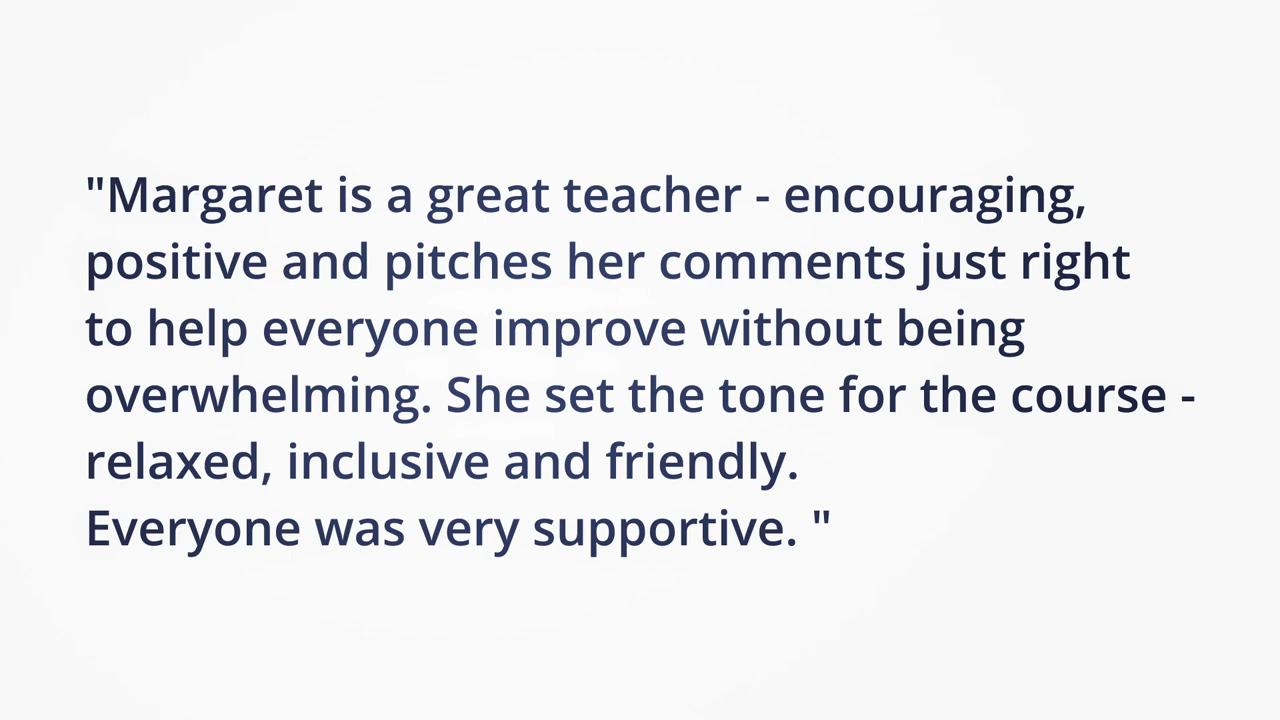 "Margaret is a great teacher - encouraging,
positive and pitches her comments just right
to help everyone improve without being
overwhelming. She set the tone for the course -
relaxed, inclusive and friendly.
Everyone was very supportive. "